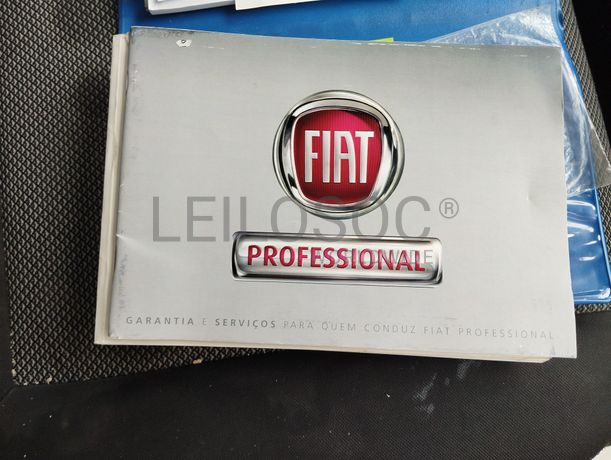 FIAT
LEILOSOC®
PROFESSIONAL
GARANTIA E SERVIÇOS PARA QUEM CONDUZ FIAT PROFESSIONAL